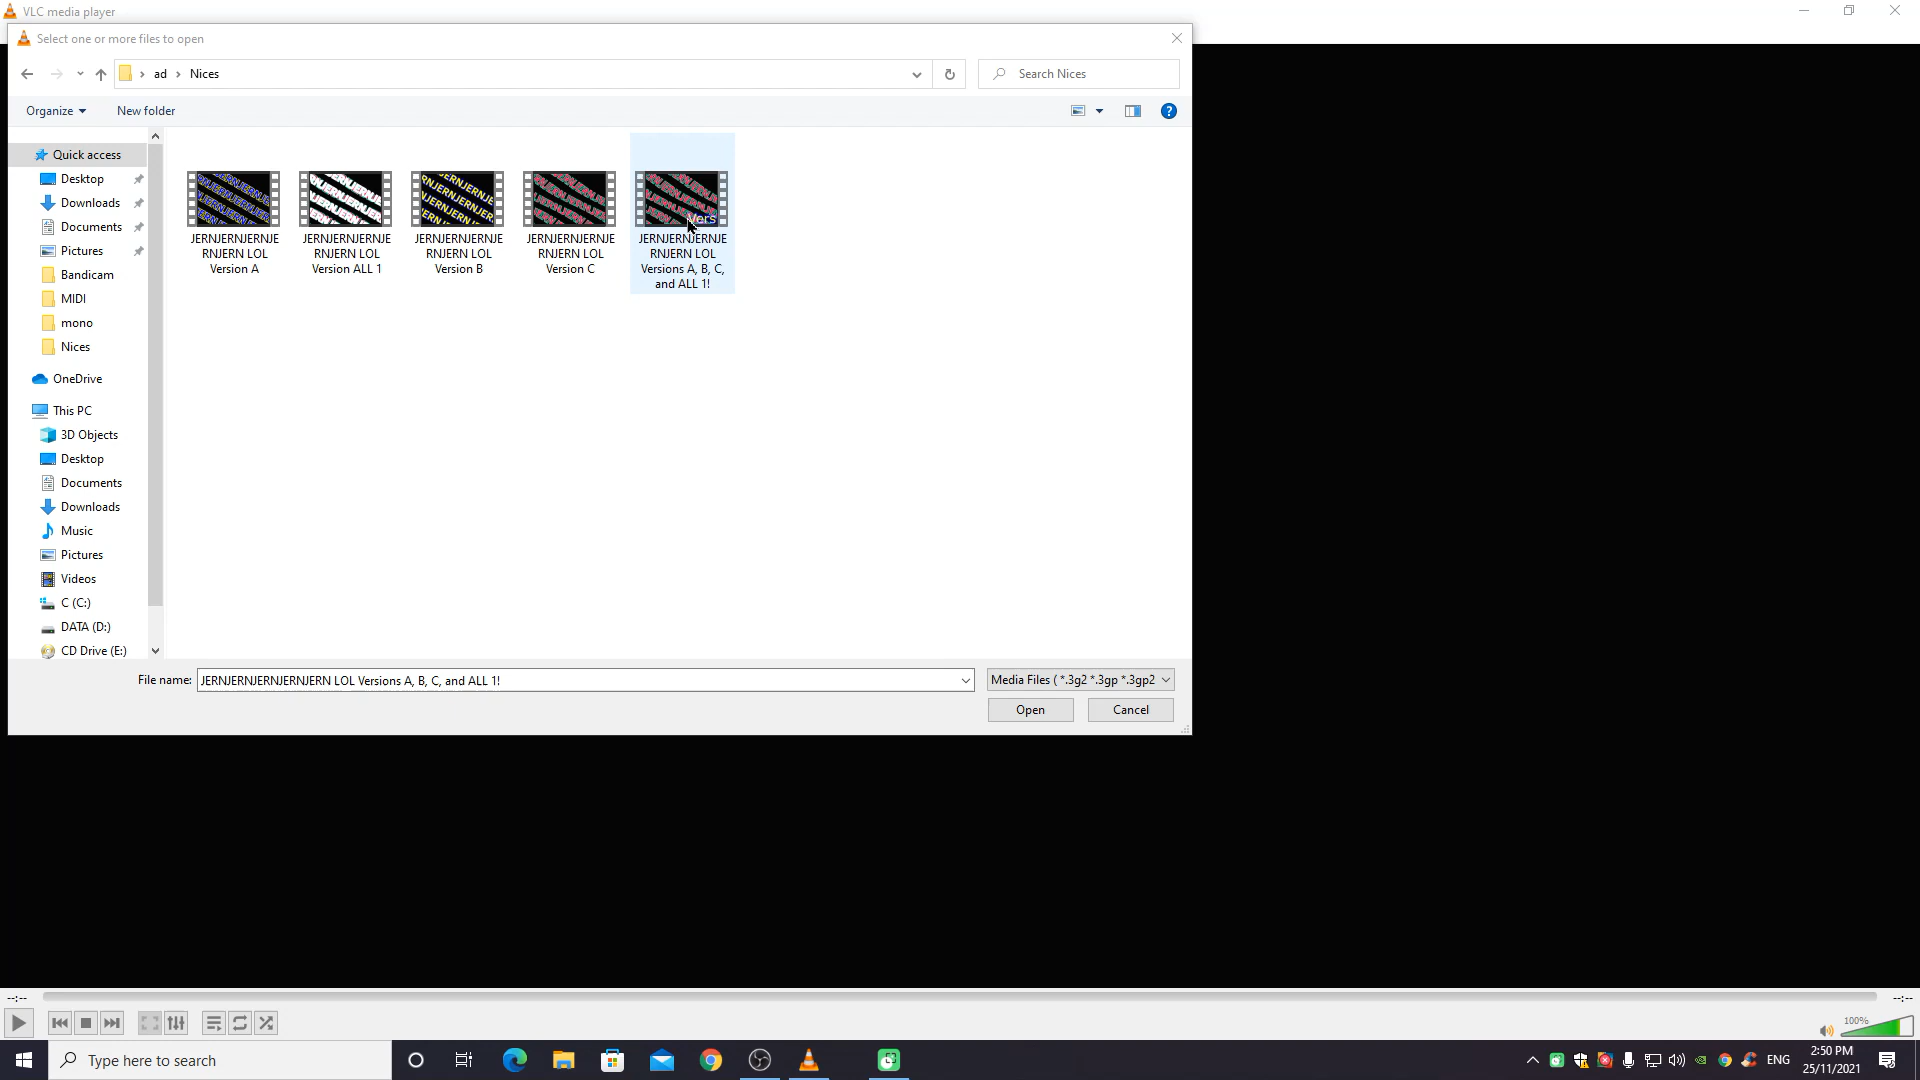 VLC media player
Select one or more files to open
ad
Nices
Search Nices
Organize
New folder
Quick access
Desktop
Downloads
Documents
Pictures
Bandicam
MIDI
mono
Nices
OneDrive
This PC
3D Objects
Desktop
Documents
Downloads
Music
Pictures
Videos
C (C:)
DATA (D:)
CD Drive (E:)
JERNJERNJERNJE
RNJERN LOL
Version A
JERNJERNJERNJE
RNJERN LOL
Version ALL 1
JERNJERNJERNJE
RNJERN LOL
Version B
JERNJERNJERNJE
RNJERN LOL
Version C
Vers
JERNJERNJERNJE
RNJERN LOL
Versions A, B, C,
and ALL 1!
File name:
JERNJERNJERNJERNJERN LOL Versions A, B, C, and ALL 1!
Media Files ( *.3g2 *.3gp *.3gp2
Open
Cancel
--:--
--:--
100%
Type here to search
ENG
2:50 PM
25/11/2021